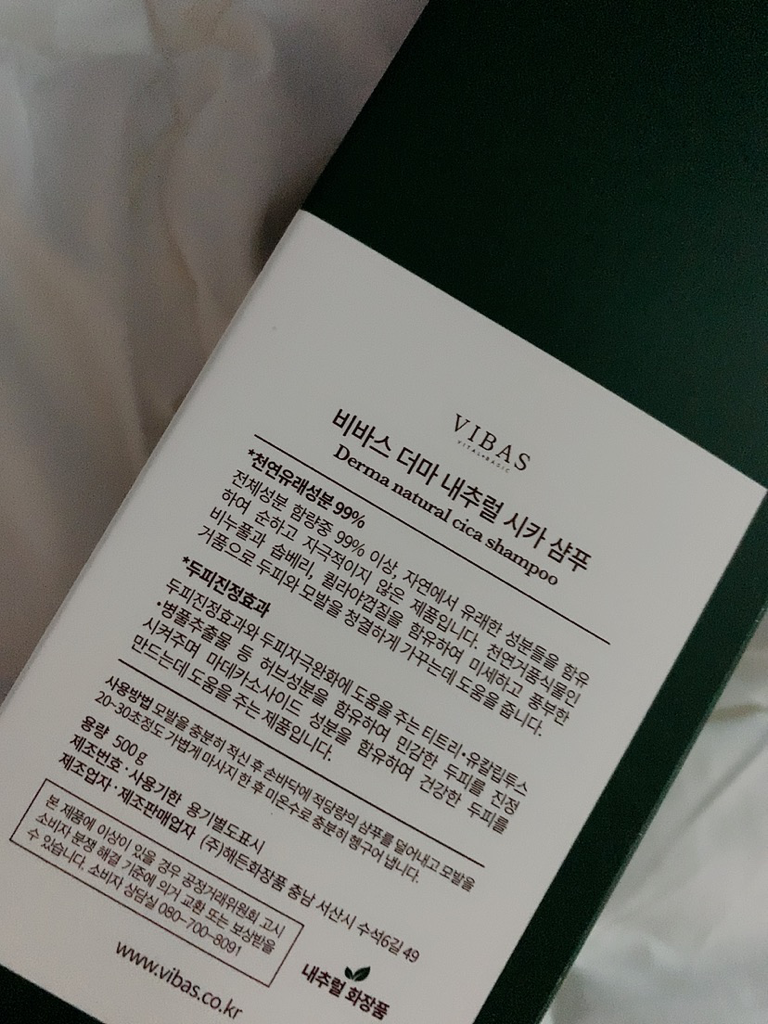 VIBAS
VITAL+BASIC
비바스 더마 내추럴 시카 샴푸
Derma natural cica shampoo
*천연유래성분 99%
전체성분 함량중 99% 이상, 자연에서 유래한 성분들을 함유
하여 순하고 자극적이지 않은 제품입니다. 천연거품식물인
비누풀과 솝베리, 퀼라야껍질을 함유하여 미세하고 풍부한
거품으로 두피와 모발을 청결하게 가꾸는데 도움을 줍니다.
*두피진정효과
두피진정효과와 두피자극완화에 도움을 주는 티트리•유칼립투스
•병풀추출물 등 허브성분을 함유하여 민감한 두피를 진정
시켜주며 마데카소사이드 성분을 함유하여 건강한 두피를
만드는데 도움을 주는 제품입니다.
사용방법 모발을 충분히 적신 후 손바닥에 적당량의 샴푸를 덜어내고 모발을
20~30초정도 가볍게 마사지 한 후 미온수로 충분히 헹구어 냅니다.
용량 500g
제조번호·사용기한 용기별도표시
제조업자·제조판매업자 (주)해든화장품 충남 서산시 수석6길 49
본 제품에 이상이 있을 경우 공정거래위원회 고시
소비자 분쟁 해결 기준에 의거 교환 또는 보상받을
수 있습니다. 소비자 상담실 080-700-8091
www.vibas.co.kr
내추럴 화장품